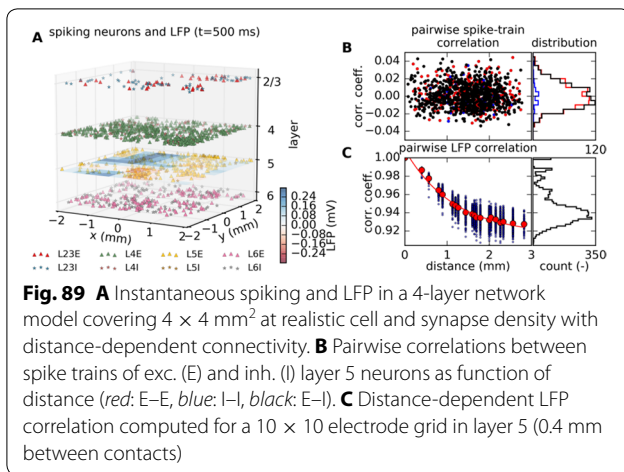 A spiking neurons and LFP (t=500 ms)
2/3
4
5
6
layer
−2 −1 0 1 2
x (mm)
−2 −1 0 1 2
y (mm)
0.24
0.16
0.08
0.00
−0.08
−0.16
−0.24
LFP (mV)
L23E L4E L5E L6E
L23I L4I L5I L6I
B
pairwise spike-train
correlation
distribution
corr. coeff.
0.04
0.02
0.00
−0.02
−0.04
120
C
pairwise LFP correlation
corr. coeff.
1.00
0.98
0.96
0.94
0.92
0 1 2 3
distance (mm)
0 350
count (-)
Fig. 89 A Instantaneous spiking and LFP in a 4-layer network
model covering 4 × 4 mm² at realistic cell and synapse density with
distance-dependent connectivity. B Pairwise correlations between
spike trains of exc. (E) and inh. (I) layer 5 neurons as function of
distance (red: E–E, blue: I–I, black: E–I). C Distance-dependent LFP
correlation computed for a 10 × 10 electrode grid in layer 5 (0.4 mm
between contacts)